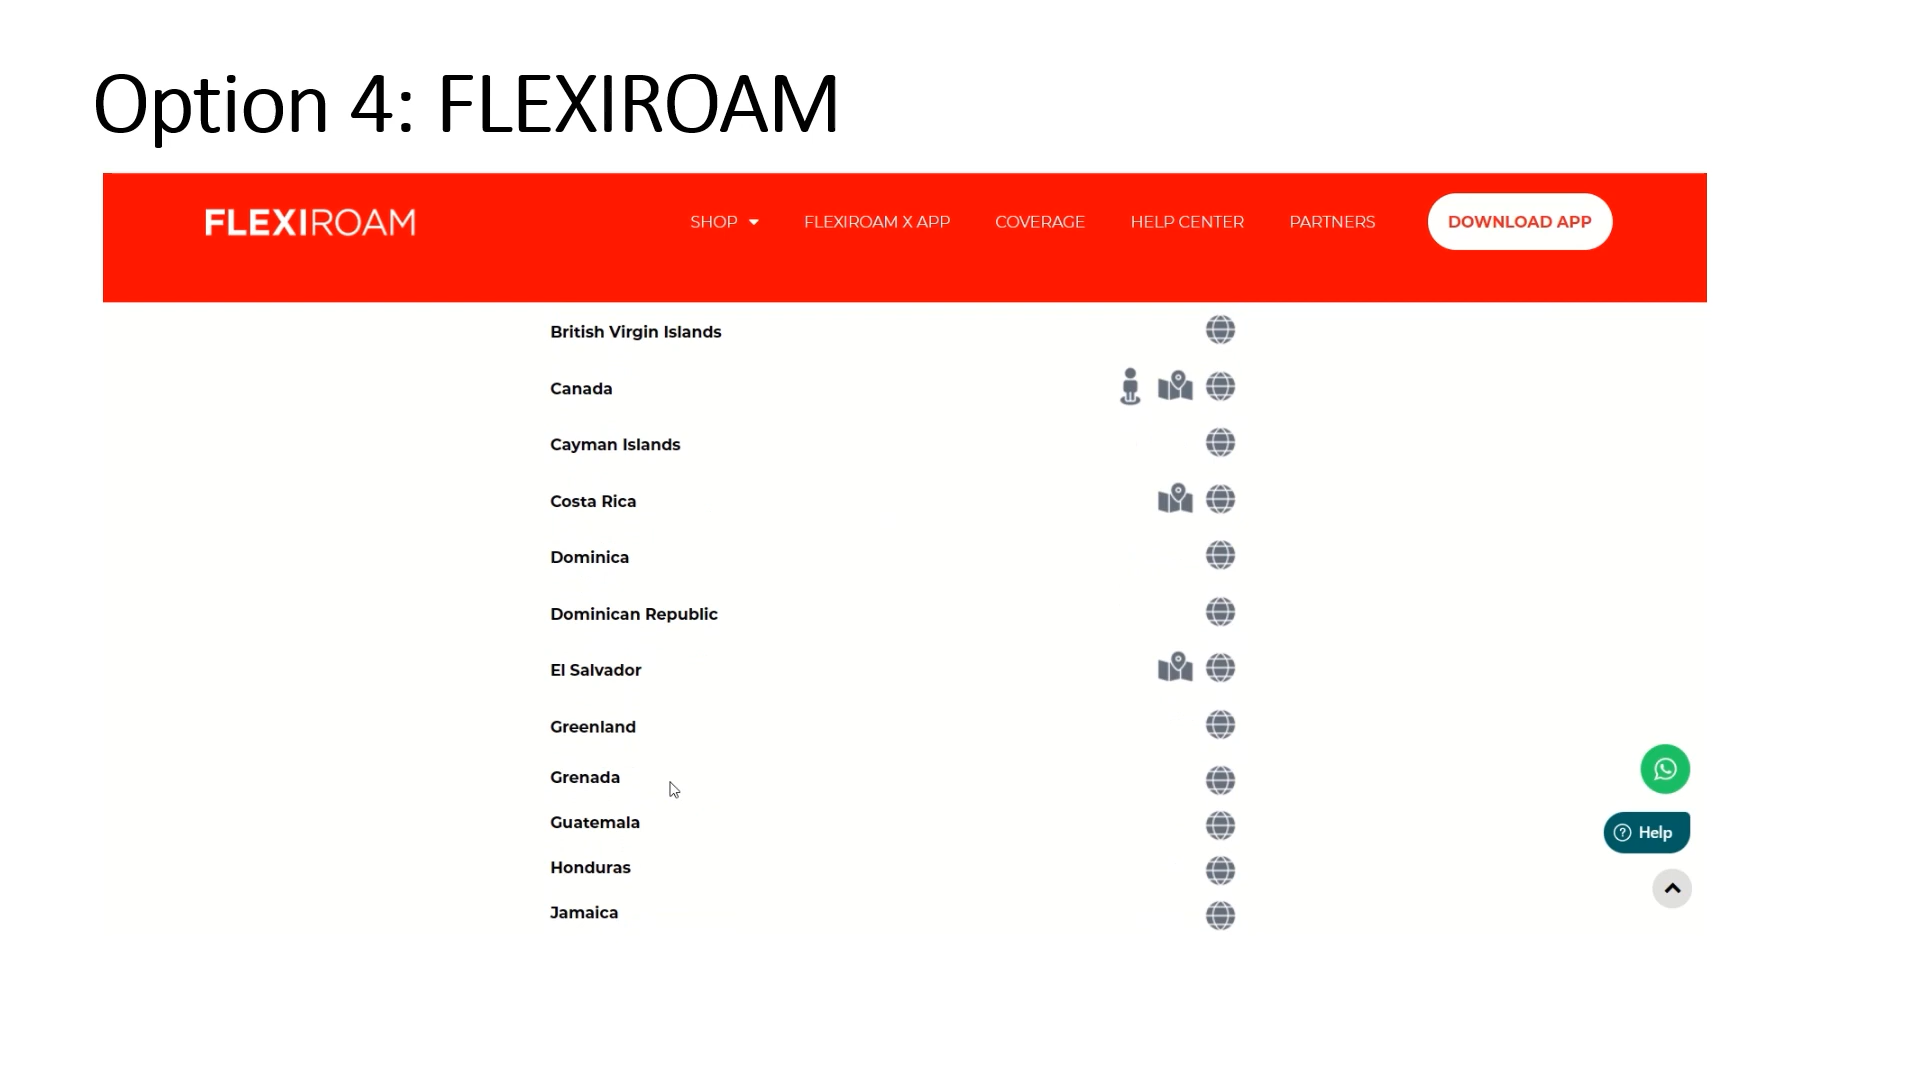 Option 4: FLEXIROAM
FLEXIROAM
SHOP
FLEXIROAM X APP
COVERAGE
HELP CENTER
PARTNERS
DOWNLOAD APP
British Virgin Islands
Canada
Cayman Islands
Costa Rica
Dominica
Dominican Republic
El Salvador
Greenland
Grenada
Guatemala
Honduras
Jamaica
? Help